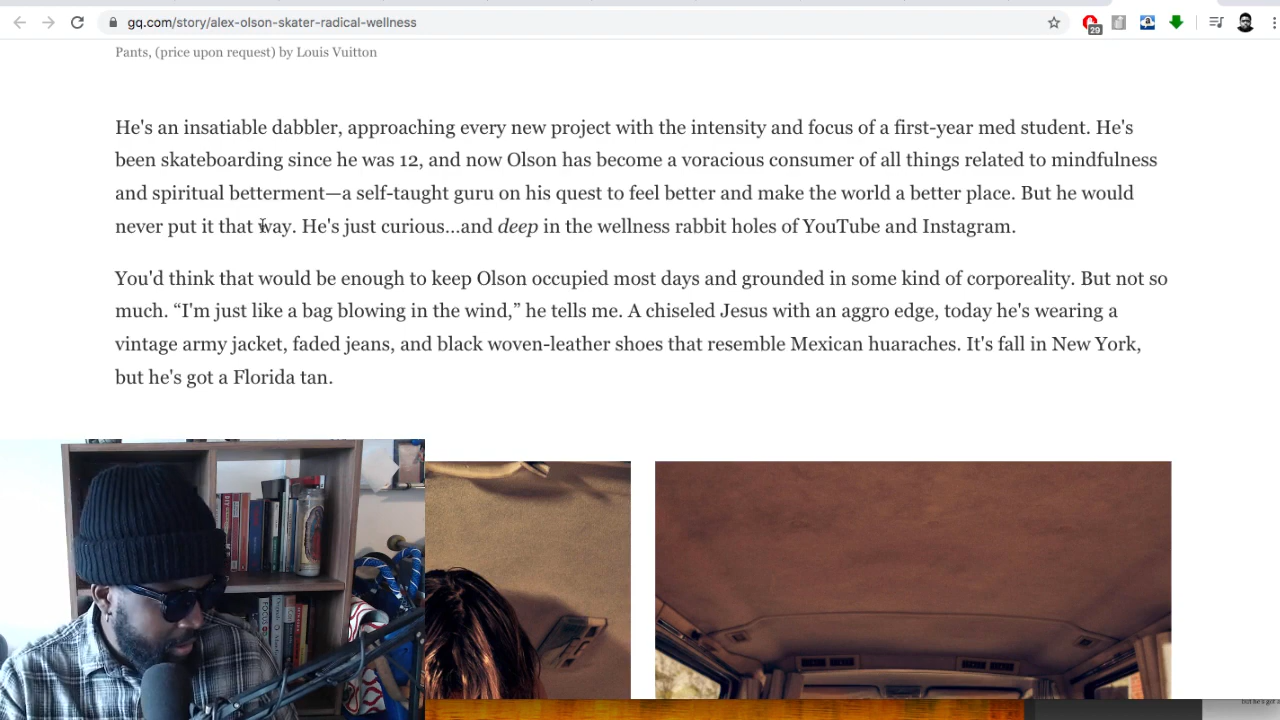 gq.com/story/alex-olson-skater-radical-wellness
29
Pants, (price upon request) by Louis Vuitton
He's an insatiable dabbler, approaching every new project with the intensity and focus of a first-year med student. He's
been skateboarding since he was 12, and now Olson has become a voracious consumer of all things related to mindfulness
and spiritual betterment—a self-taught guru on his quest to feel better and make the world a better place. But he would
never put it that way. He's just curious...and deep in the wellness rabbit holes of YouTube and Instagram.
You'd think that would be enough to keep Olson occupied most days and grounded in some kind of corporeality. But not so
much. “I'm just like a bag blowing in the wind,” he tells me. A chiseled Jesus with an aggro edge, today he's wearing a
vintage army jacket, faded jeans, and black woven-leather shoes that resemble Mexican huaraches. It's fall in New York,
but he's got a Florida tan.
FOCUS
but he's got a